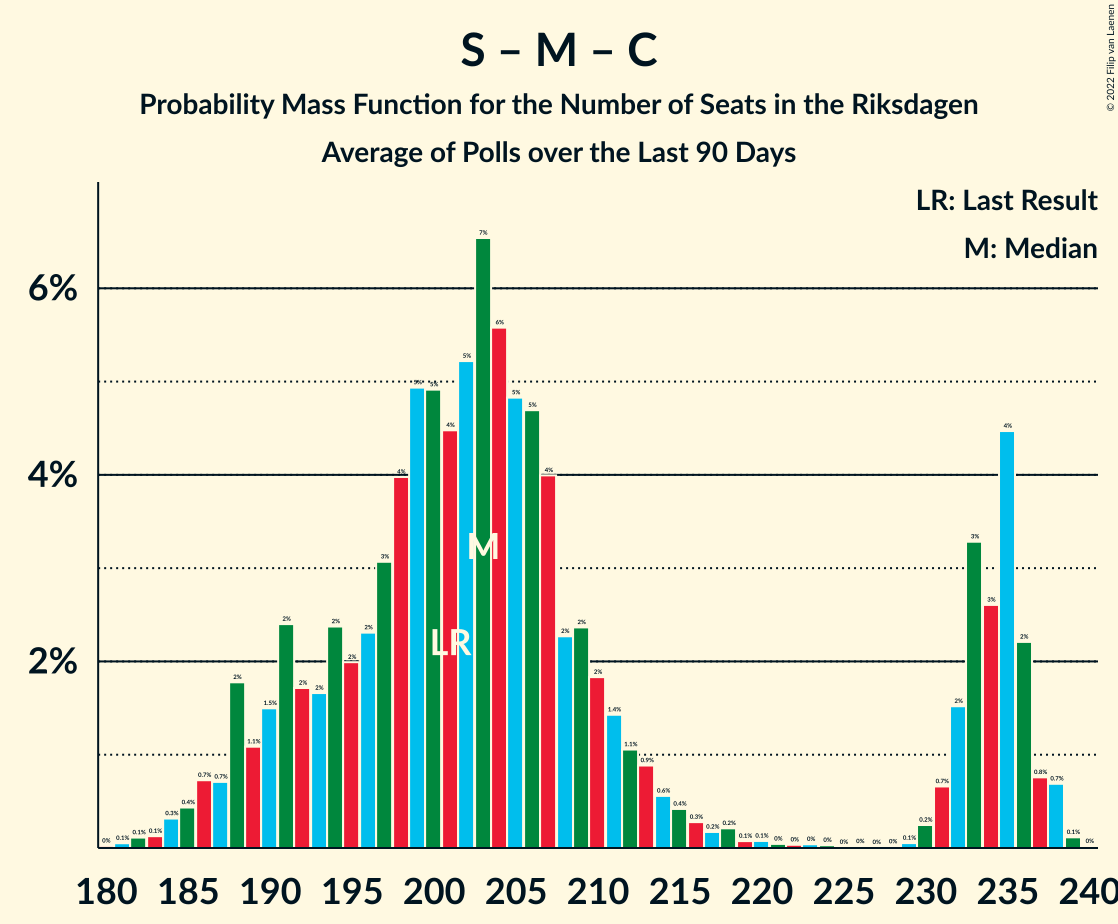 S – M – C
Probability Mass Function for the Number of Seats in the Riksdagen
Average of Polls over the Last 90 Days
© 2022 Filip van Laenen
LR: Last Result
M: Median
6%
4%
2%
0% 0.1% 0.1% 0.1% 0.3% 0.4% 0.7% 0.7% 2% 1.1% 1.5% 2% 2% 2% 2% 2% 2% 3% 4% 5% 5% 4% 5% 7% 6% 5% 5% 4% 2% 2% 2% 1.4% 1.1% 0.9% 0.6% 0.4% 0.3% 0.2% 0.2% 0.1% 0.1% 0% 0% 0% 0% 0% 0% 0% 0% 0.1% 0.2% 0.7% 2% 3% 3% 4% 2% 0.8% 0.7% 0.1% 0%
M
LR
180 185 190 195 200 205 210 215 220 225 230 235 240